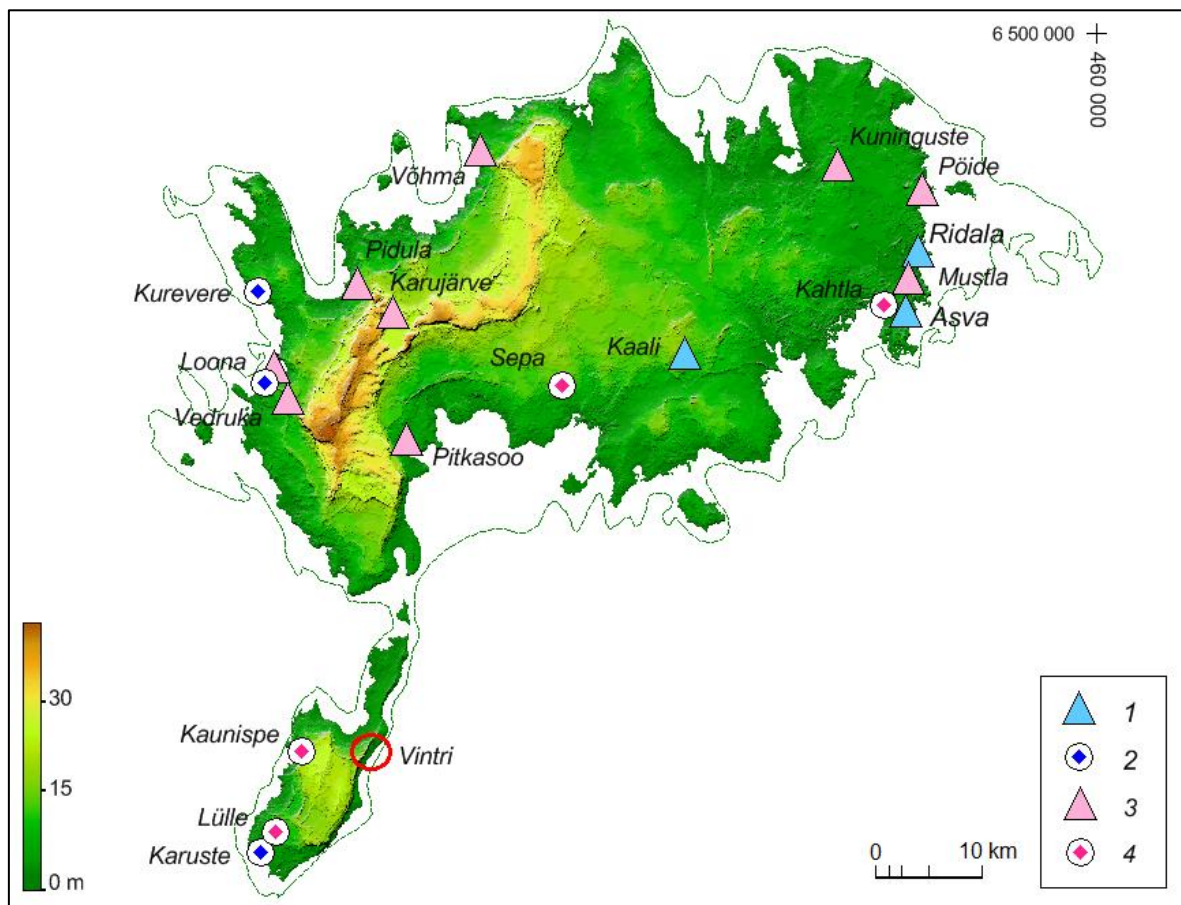 6 500 000
460 000
Kuninguste
Pöide
Võhma
Ridala
Pidula
Mustla
Karujärve
Kurevere
Kahtla
Asva
Loona
Sepa
Kaali
Vedruka
Pitkasoo
30
15
0 m
Kaunispe
Vintri
Lülle
Karuste
0 10 km
1
2
3
4